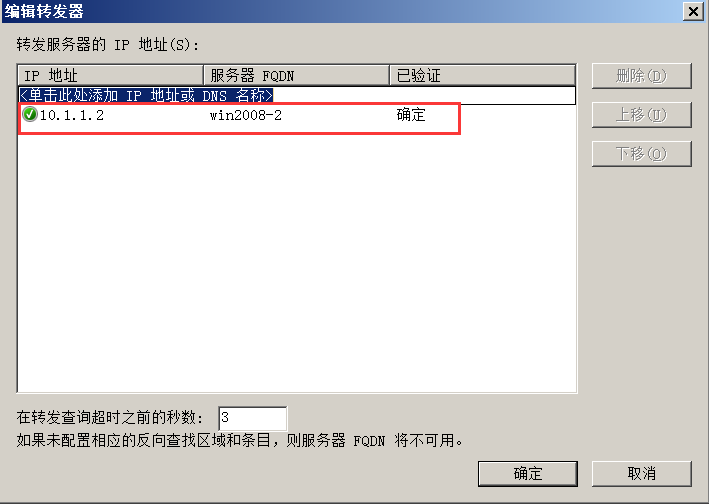 编辑转发器
转发服务器的 IP 地址(S):
IP 地址 服务器 FQDN 已验证 删除(D)
<单击此处添加 IP 地址或 DNS 名称>
10.1.1.2 win2008-2 确定 上移(U)
下移(O)
在转发查询超时之前的秒数: 3
如果未配置相应的反向查找区域和条目，则服务器 FQDN 将不可用。
确定 取消